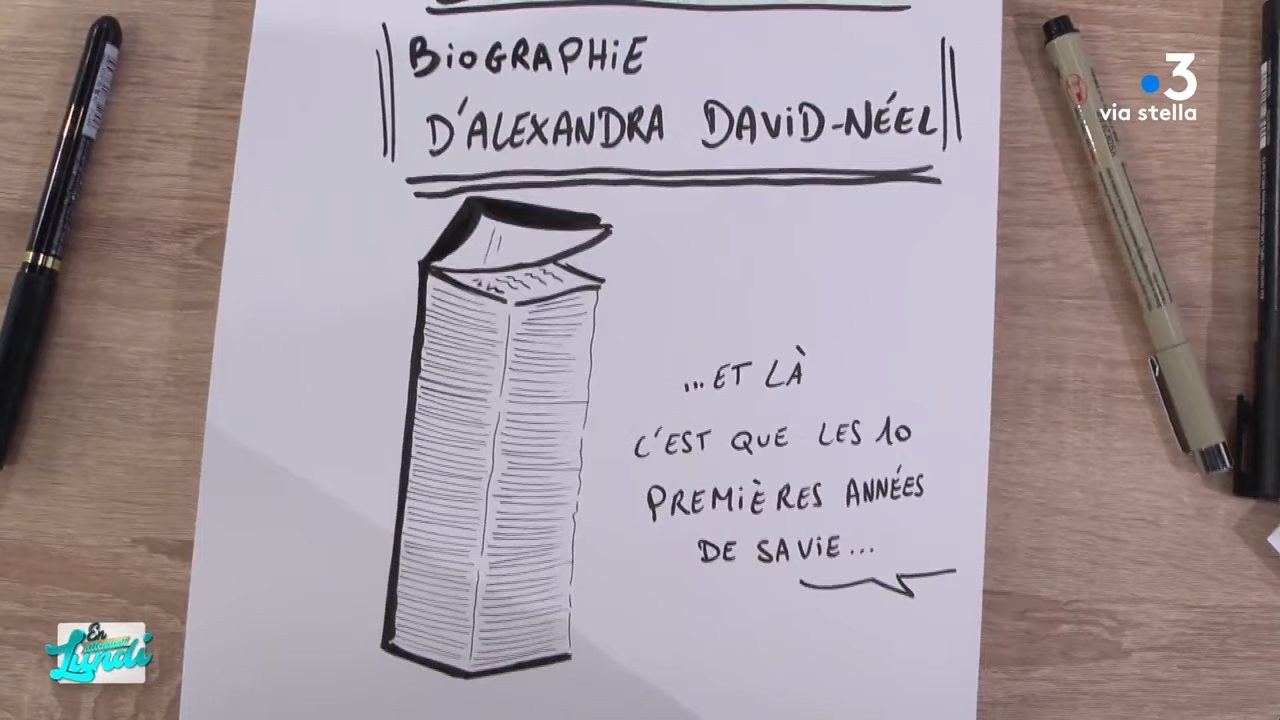 BiOGRAPHiE
D'ALEXANDRA DAViD-NÉEL
3
via stella
...ET LÀ
C'EST QUE LES 10
PREMIÈRES ANNÉES
DE SA ViE...
En
attendant
Lundi